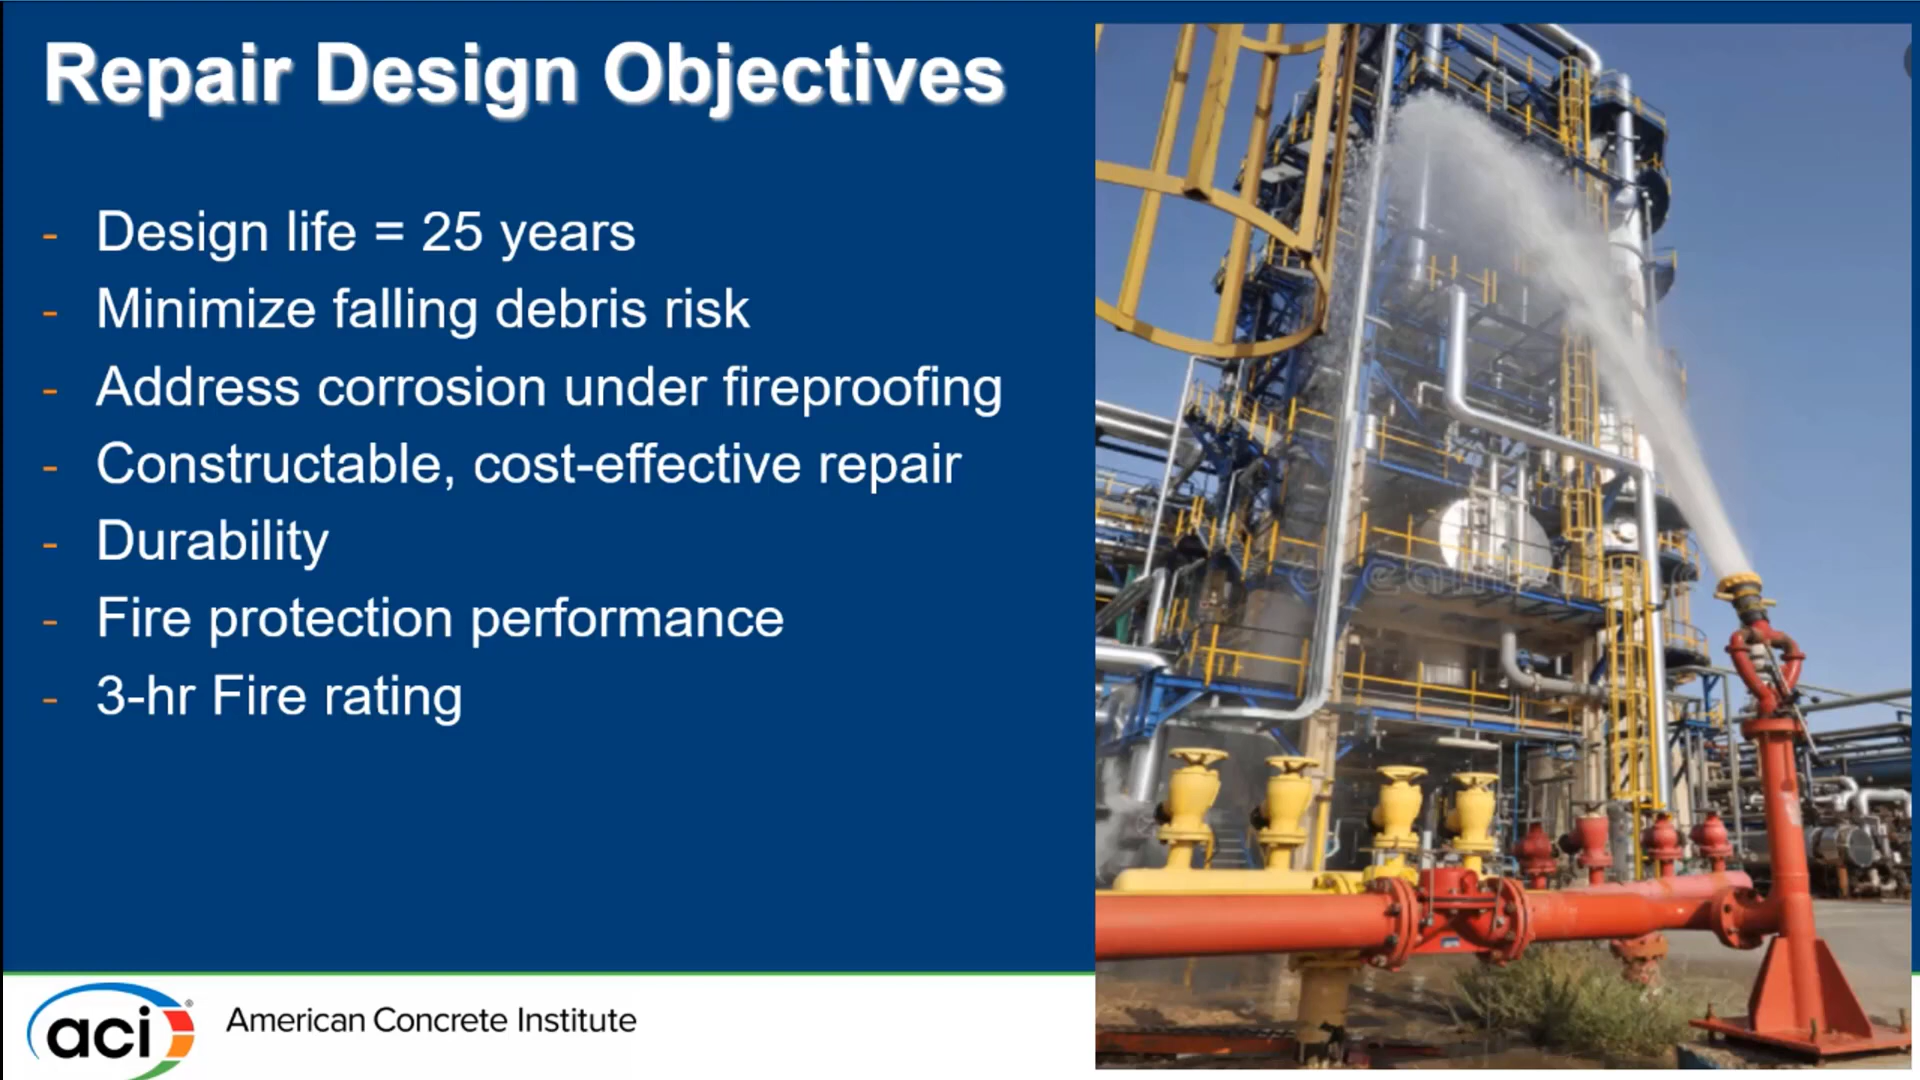 Repair Design Objectives
- Design life = 25 years
- Minimize falling debris risk
- Address corrosion under fireproofing
- Constructable, cost-effective repair
- Durability
- Fire protection performance
- 3-hr Fire rating
aci®
American Concrete Institute